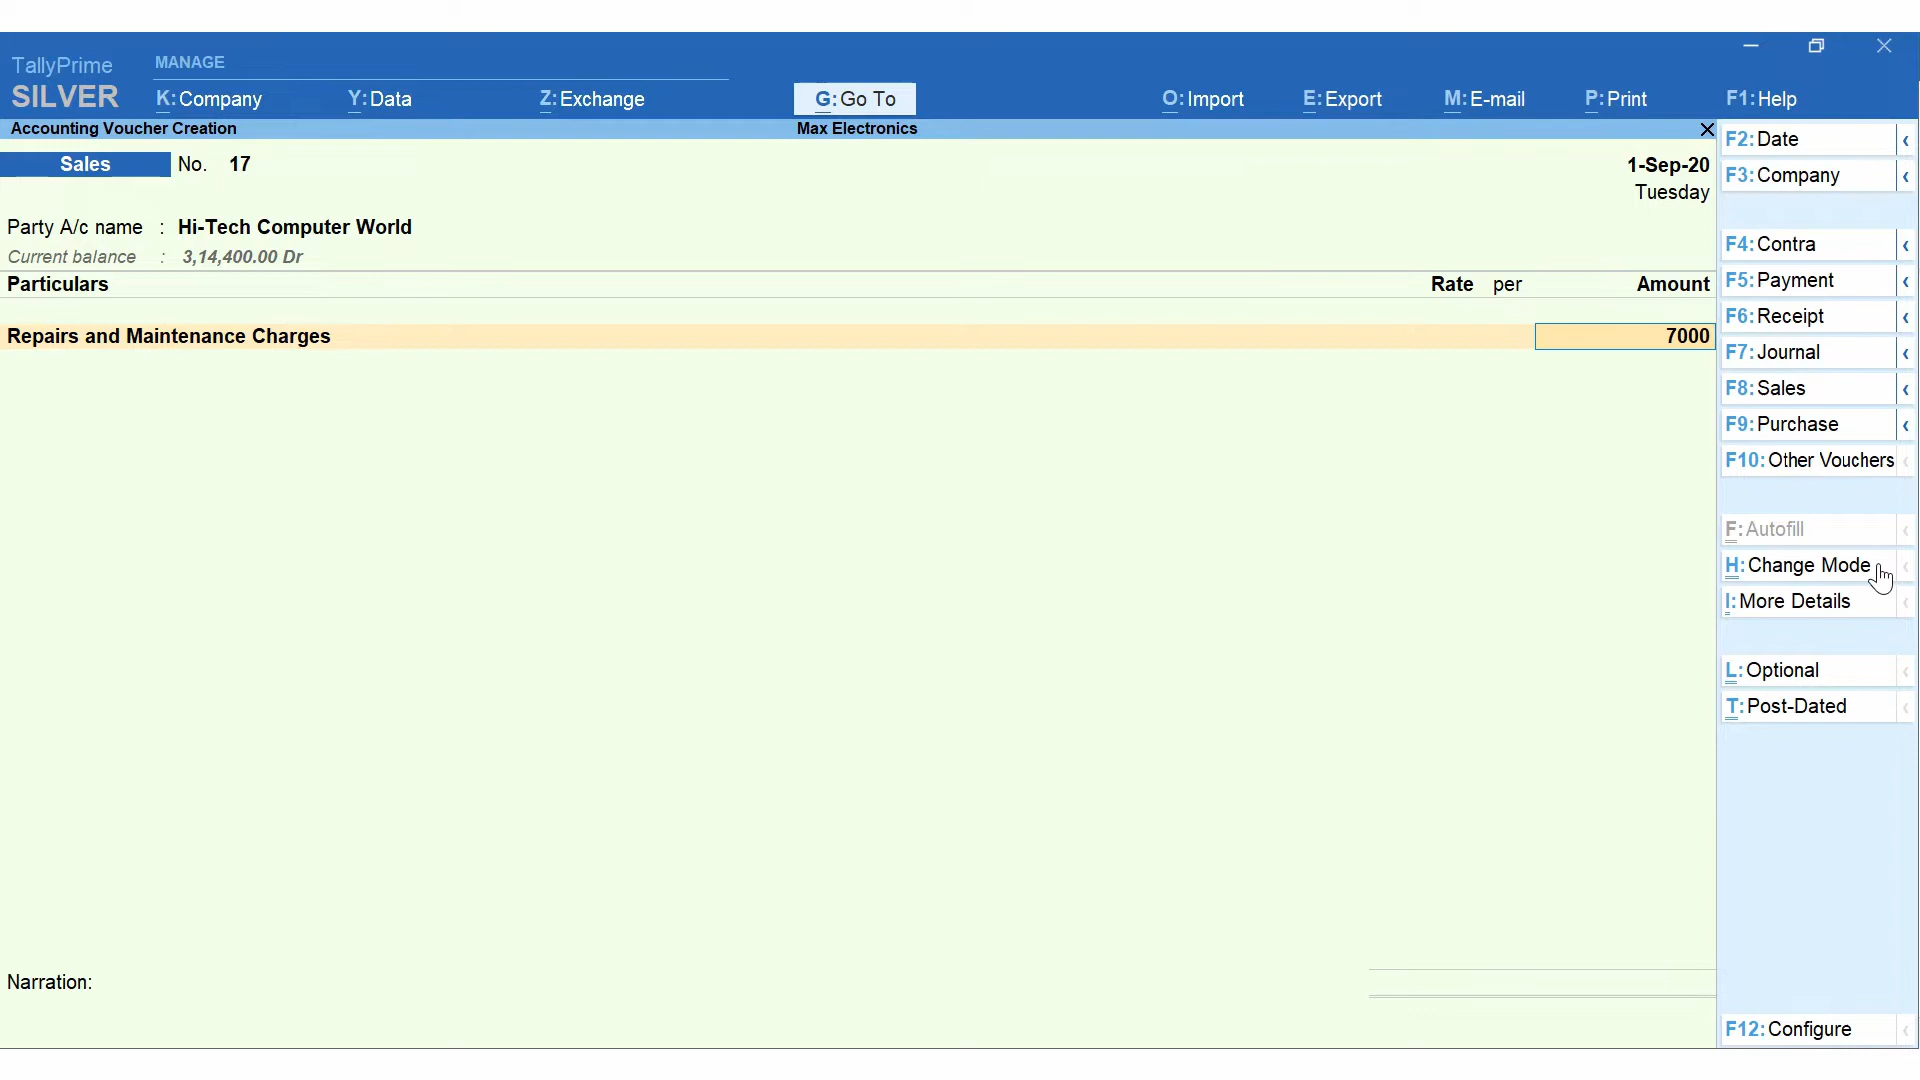 TallyPrime
SILVER
MANAGE
K: Company
Y: Data
Z: Exchange
G: Go To
O: Import
E: Export
M: E-mail
P: Print
F1: Help
Accounting Voucher Creation
Max Electronics
Sales
No. 17
1-Sep-20
Tuesday
Party A/c name : Hi-Tech Computer World
Current balance : 3,14,400.00 Dr
Particulars
Rate per
Amount
Repairs and Maintenance Charges
7000
Narration:
F2: Date
F3: Company
F4: Contra
F5: Payment
F6: Receipt
F7: Journal
F8: Sales
F9: Purchase
F10: Other Vouchers
F: Autofill
H: Change Mode
I: More Details
L: Optional
T: Post-Dated
F12: Configure